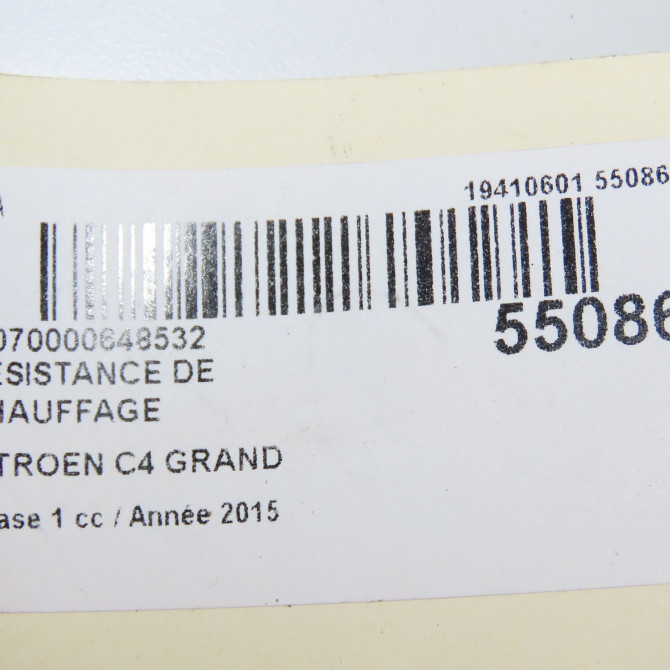 19410601 55086
55086
070000648532
ESISTANCE DE
HAUFFAGE
TROEN C4 GRAND
ase 1 cc / Année 2015